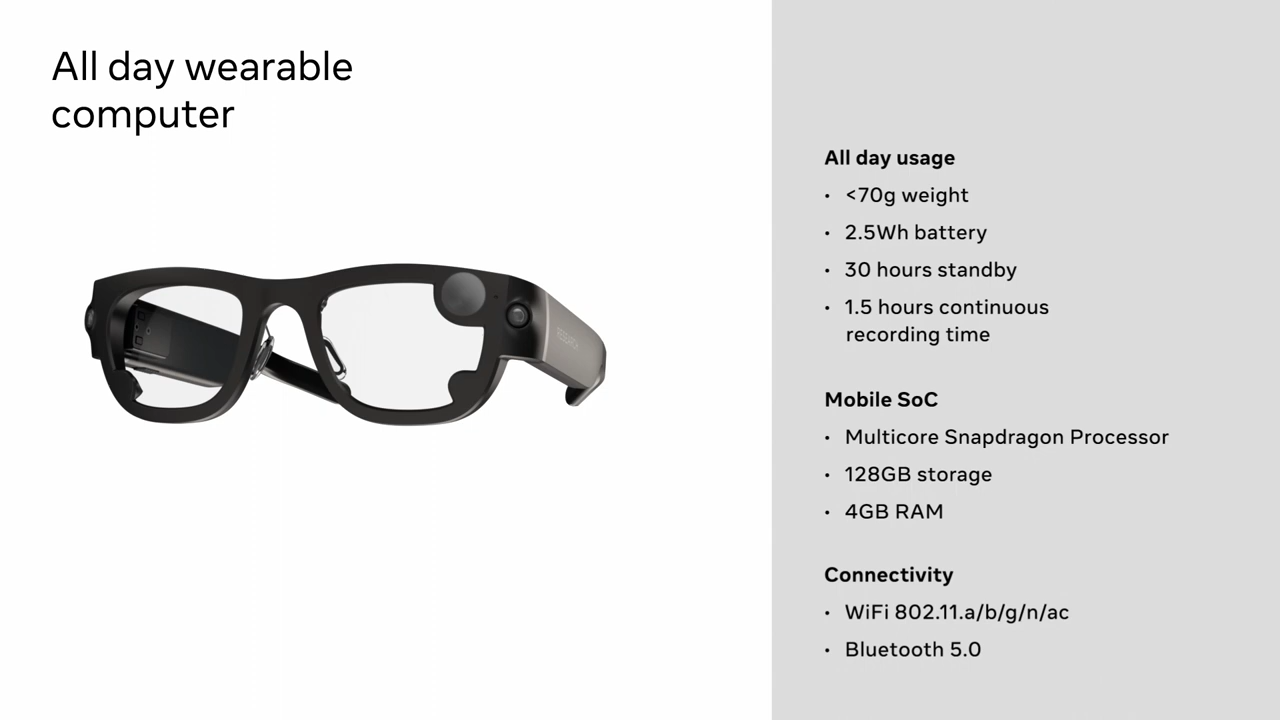 All day wearable
computer
All day usage
• <70g weight
• 2.5Wh battery
• 30 hours standby
• 1.5 hours continuous
recording time
Mobile SoC
• Multicore Snapdragon Processor
• 128GB storage
• 4GB RAM
Connectivity
• WiFi 802.11.a/b/g/n/ac
• Bluetooth 5.0